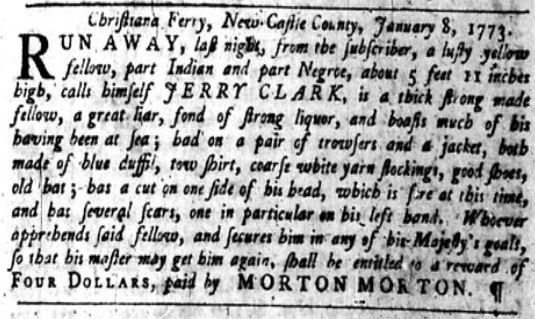 Chriſtiana Ferry, New-Caſtle County, January 8, 1773.
RUN AWAY, laſt night, from the ſubſcriber, a luſty yellow
fellow, part Indian and part Negroe, about 5 feet 11 inches
high, calls himſelf JERRY CLARK, is a thick ſtrong made
fellow, a great liar, fond of ſtrong liquor, and boaſts much of his
having been at ſea; had on a pair of trowſers and a jacket, both
made of blue duffil, tow ſhirt, coarſe white yarn ſtockings, good ſhoes,
old hat; has a cut on one ſide of his head, which is ſore at this time,
and has ſeveral ſcars, one in particular on his left hand. Whoever
apprehends ſaid fellow, and ſecures him in any of his Majeſty's goals,
ſo that his maſter may get him again, ſhall be entitled to a reward of
FOUR DOLLARS, paid by MORTON MORTON. ¶